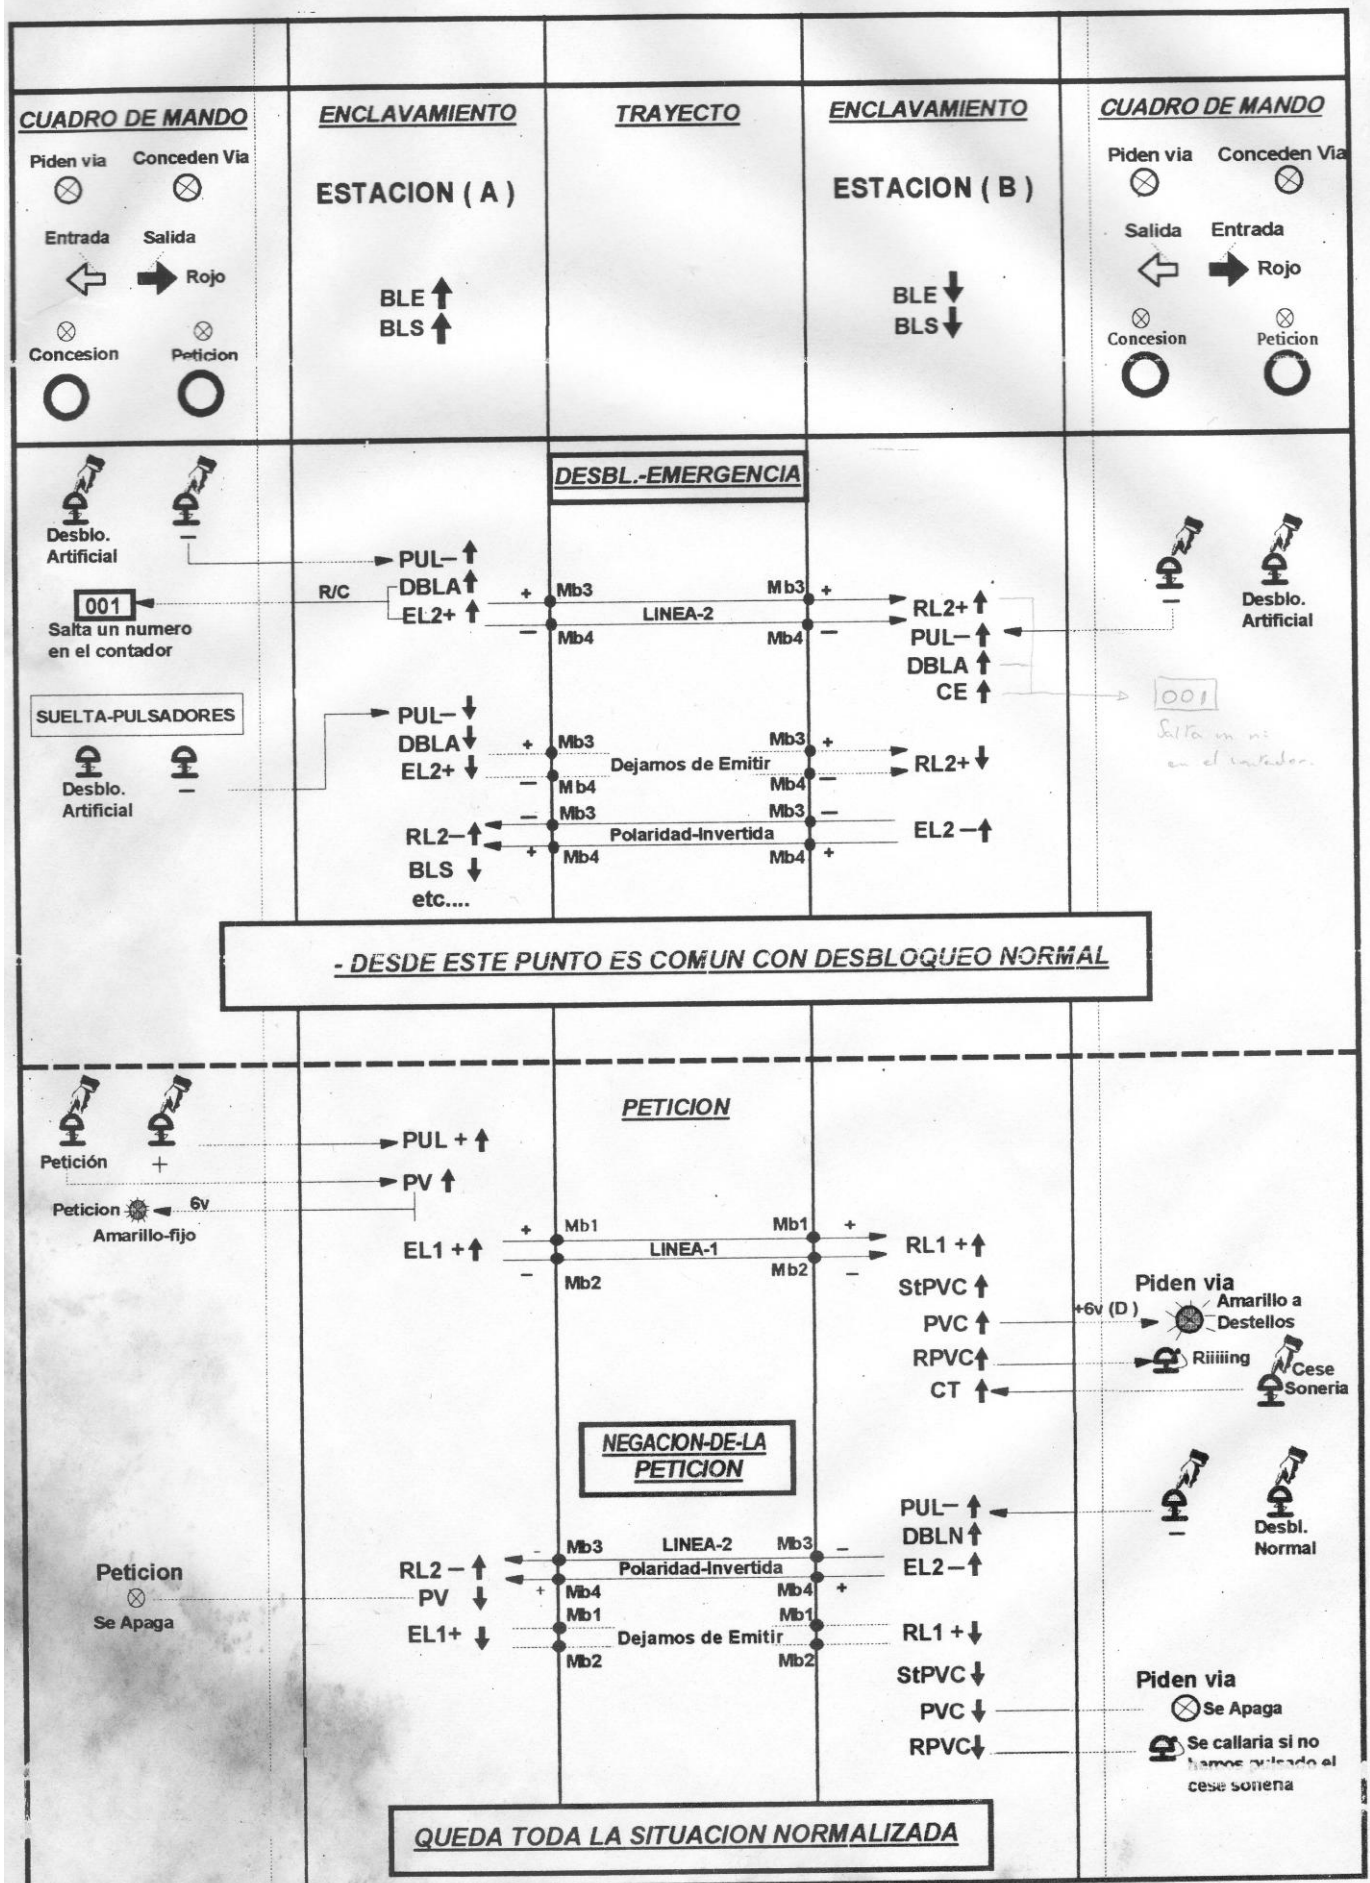 CUADRO DE MANDO
ENCLAVAMIENTO
TRAYECTO
ENCLAVAMIENTO
CUADRO DE MANDO
Piden via
Conceden Via
ESTACION ( A )
ESTACION ( B )
Piden via
Conceden Via
Entrada
Salida
Rojo
Salida
Entrada
Rojo
BLE
BLS
BLE
BLS
Concesion
Peticion
Concesion
Peticion
DESBL.-EMERGENCIA
Desblo.
Artificial
–
PUL–
DBLA
EL2+
R/C
001
Salta un numero
en el contador
+ Mb3
LINEA-2
Mb3 +
– Mb4
Mb4 –
RL2+
PUL–
DBLA
CE
–
Desblo.
Artificial
001
Salta un
en el contador.
SUELTA-PULSADORES
Desblo.
Artificial
–
PUL–
DBLA
EL2+
+ Mb3
Dejamos de Emitir
Mb3 +
– Mb4
Mb4 –
RL2+
RL2–
BLS
etc....
– Mb3
Polaridad-Invertida
Mb3 –
+ Mb4
Mb4 +
EL2 –
- DESDE ESTE PUNTO ES COMUN CON DESBLOQUEO NORMAL
PETICION
Petición
+
PUL +
PV
Peticion
6v
Amarillo-fijo
EL1 +
+ Mb1
LINEA-1
Mb1 +
– Mb2
Mb2 –
RL1 +
StPVC
PVC
RPVC
CT
+6v (D )
Piden via
Amarillo a
Destellos
Riiiiing
Cese
Soneria
NEGACION-DE-LA
PETICION
PUL–
DBLN
EL2 –
–
Desbl.
Normal
Peticion
Se Apaga
RL2 –
PV
EL1+
- Mb3
LINEA-2
Mb3 –
Polaridad-Invertida
+ Mb4
Mb4 +
Mb1
Mb1
Dejamos de Emitir
Mb2
Mb2
RL1 +
StPVC
PVC
RPVC
Piden via
Se Apaga
Se callaria si no
hemos pulsado el
cese soneria
QUEDA TODA LA SITUACION NORMALIZADA